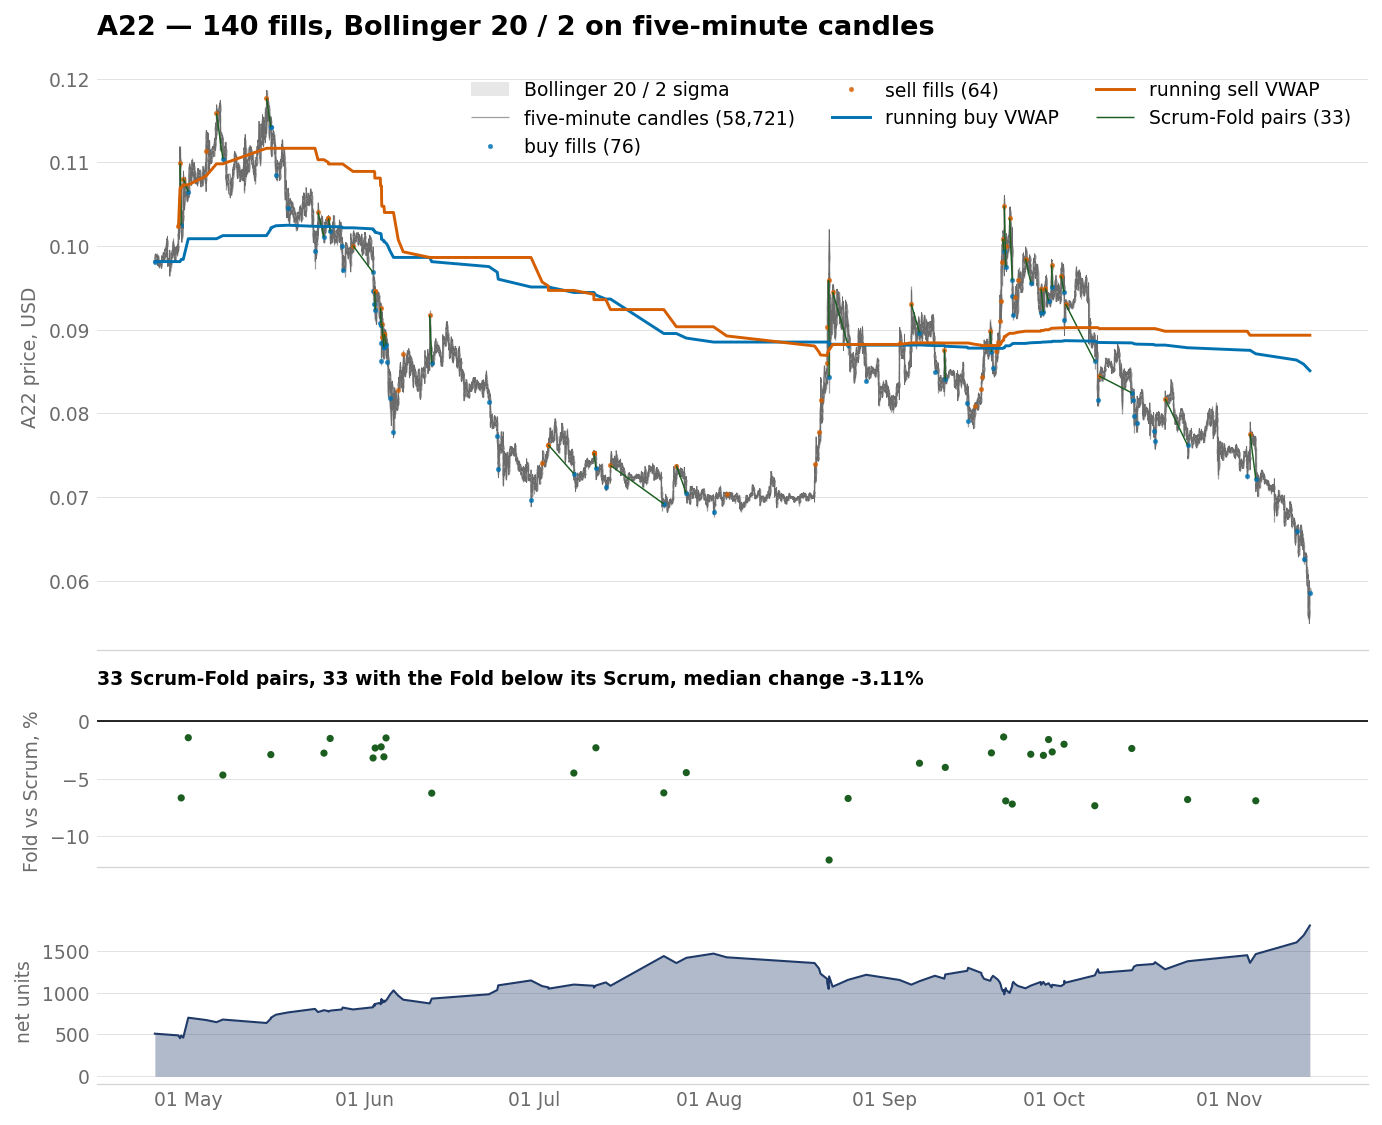 A22 — 140 fills, Bollinger 20 / 2 on five-minute candles
Bollinger 20 / 2 sigma
five-minute candles (58,721)
buy fills (76)
sell fills (64)
running buy VWAP
running sell VWAP
Scrum-Fold pairs (33)
A22 price, USD
0.12
0.11
0.10
0.09
0.08
0.07
0.06
33 Scrum-Fold pairs, 33 with the Fold below its Scrum, median change -3.11%
Fold vs Scrum, %
0
−5
−10
net units
1500
1000
500
0
01 May
01 Jun
01 Jul
01 Aug
01 Sep
01 Oct
01 Nov